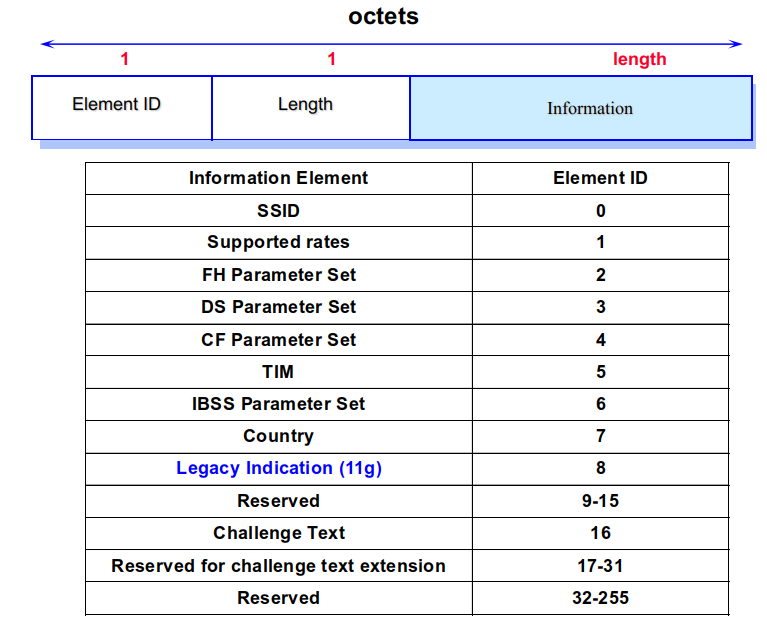 octets
1 1 length
Element ID Length Information
Information Element Element ID
SSID 0
Supported rates 1
FH Parameter Set 2
DS Parameter Set 3
CF Parameter Set 4
TIM 5
IBSS Parameter Set 6
Country 7
Legacy Indication (11g) 8
Reserved 9-15
Challenge Text 16
Reserved for challenge text extension 17-31
Reserved 32-255